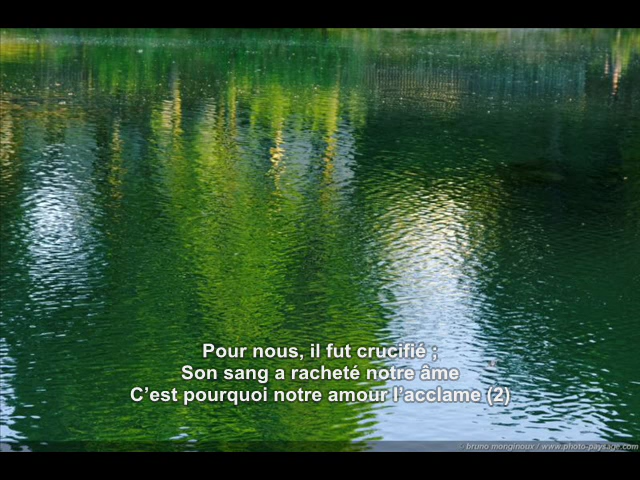 Pour nous, il fut crucifié ;
Son sang a racheté notre âme
C’est pourquoi notre amour l’acclame (2)
© bruno monginoux / www.photo-paysage.com